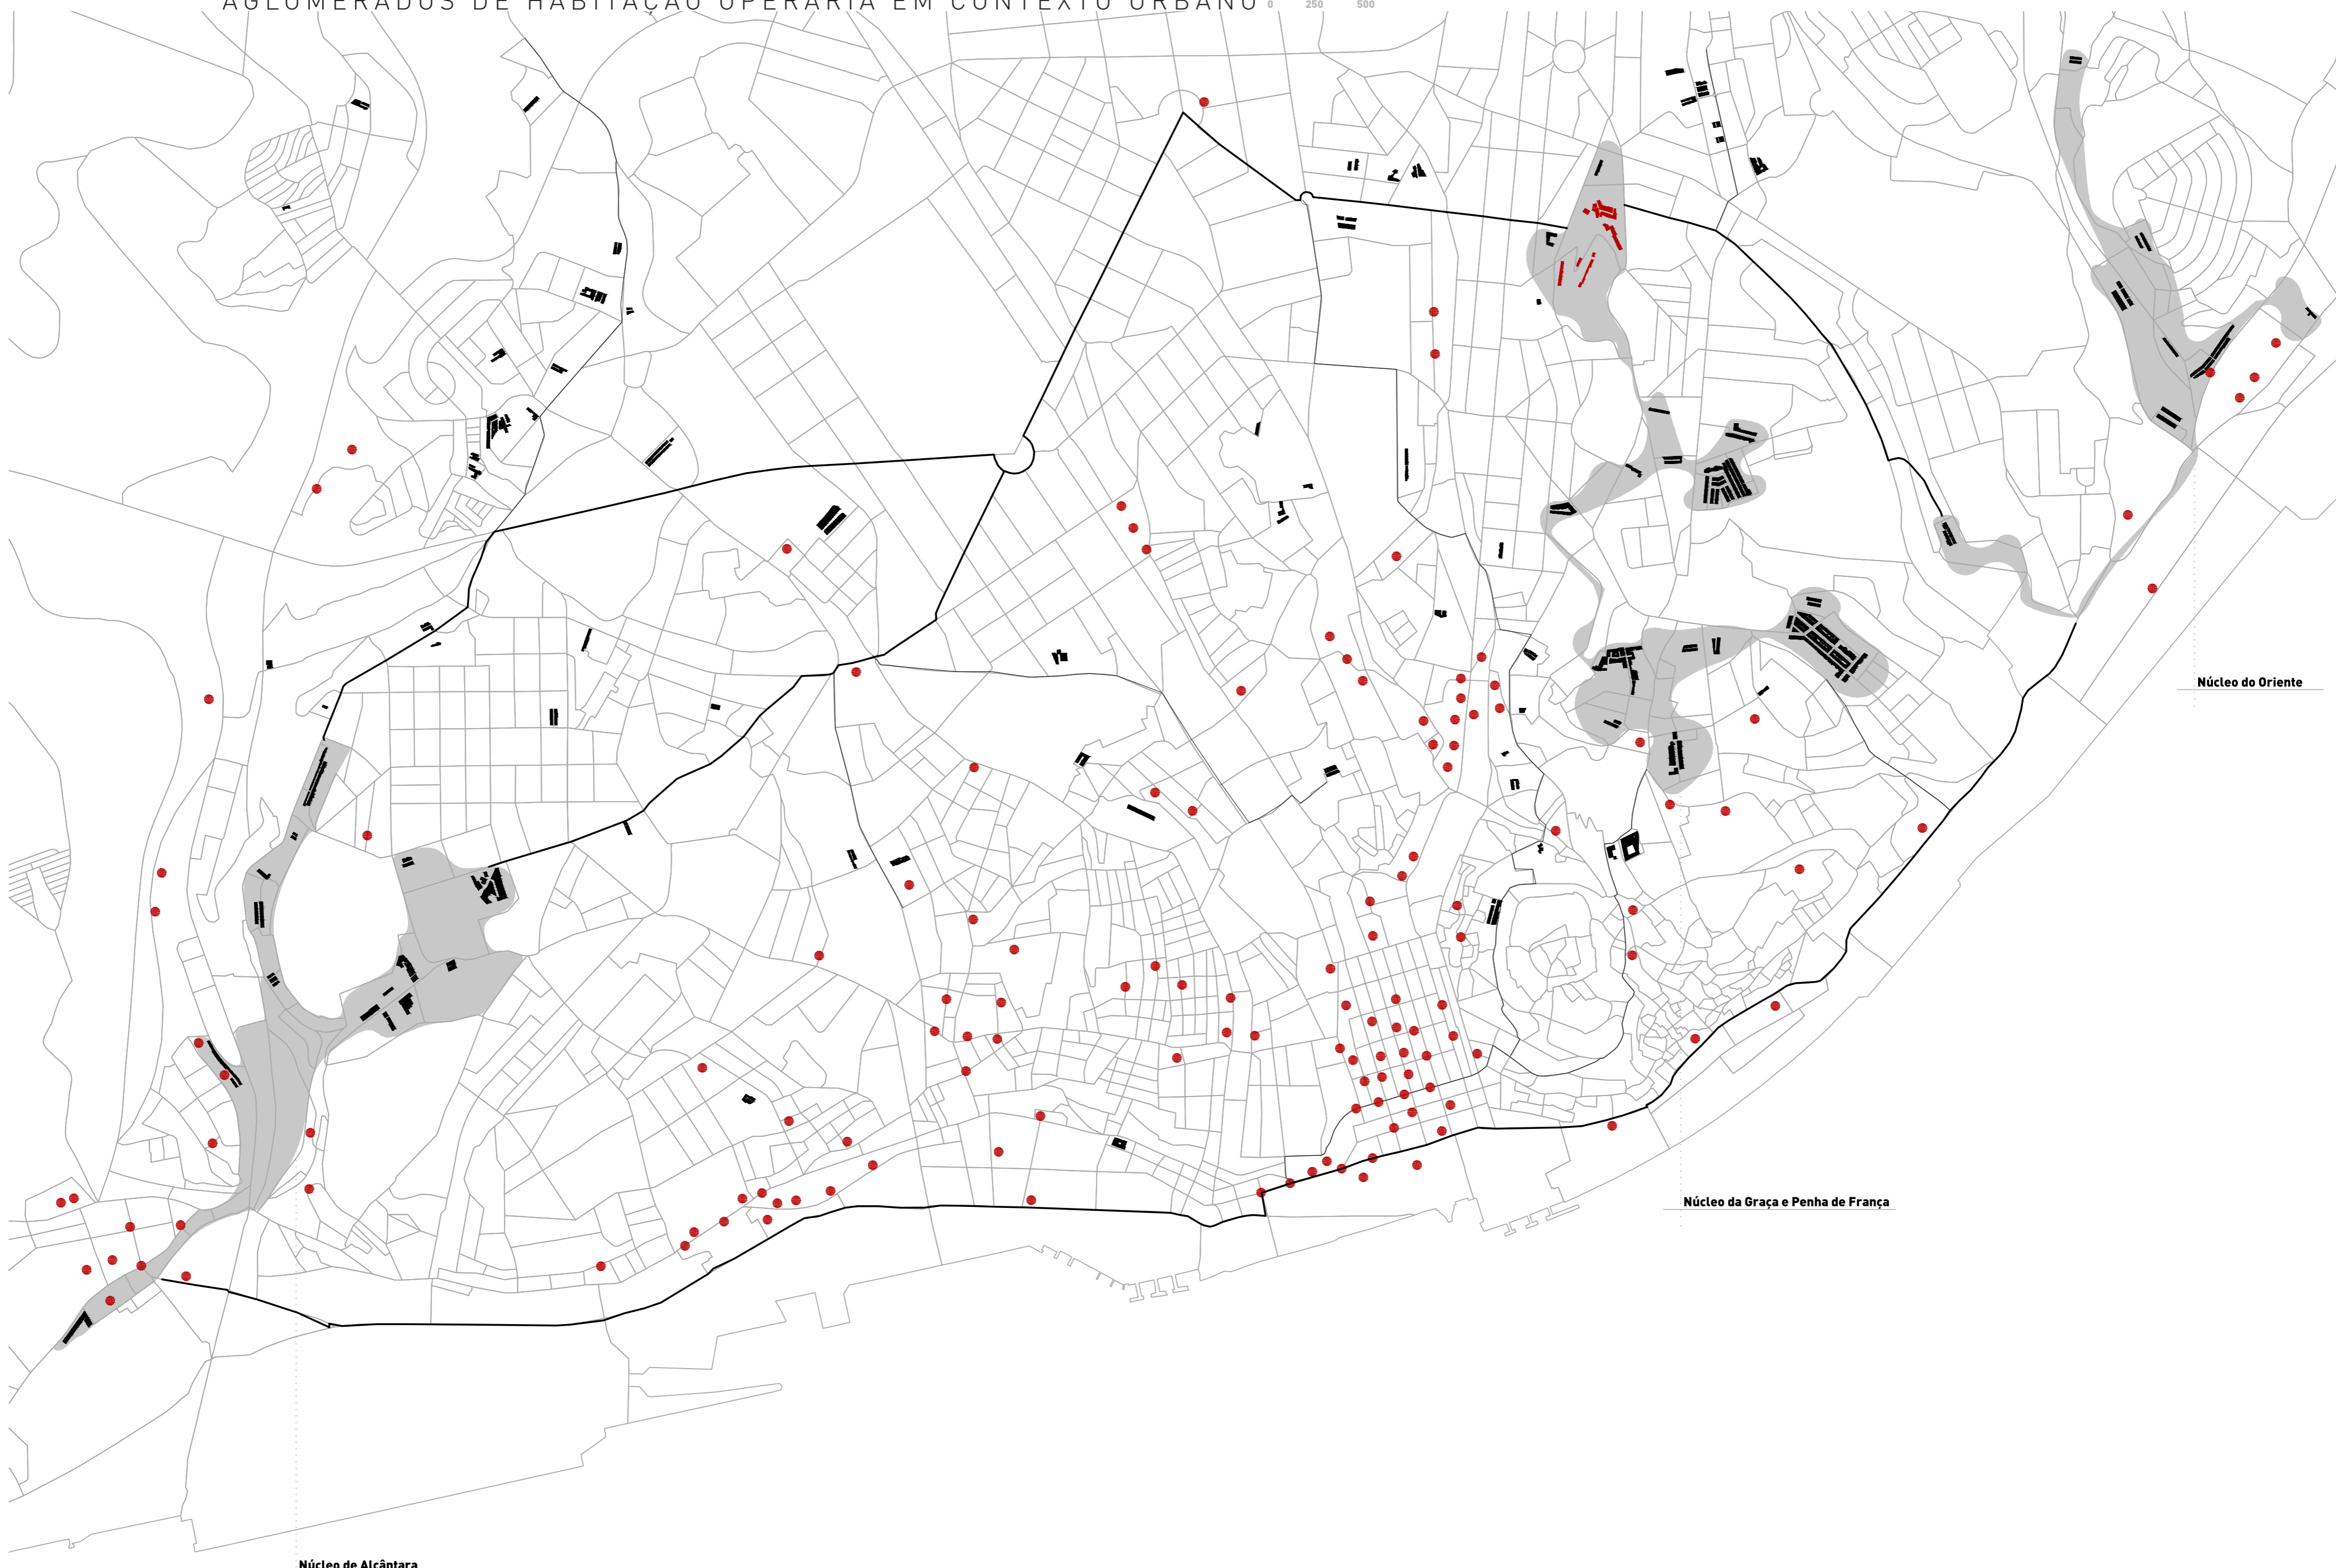 AGLOMERADOS DE HABITAÇÃO OPERÁRIA EM CONTEXTO URBANO
0 250 500
Núcleo do Oriente
Núcleo da Graça e Penha de França
Núcleo de Alcântara